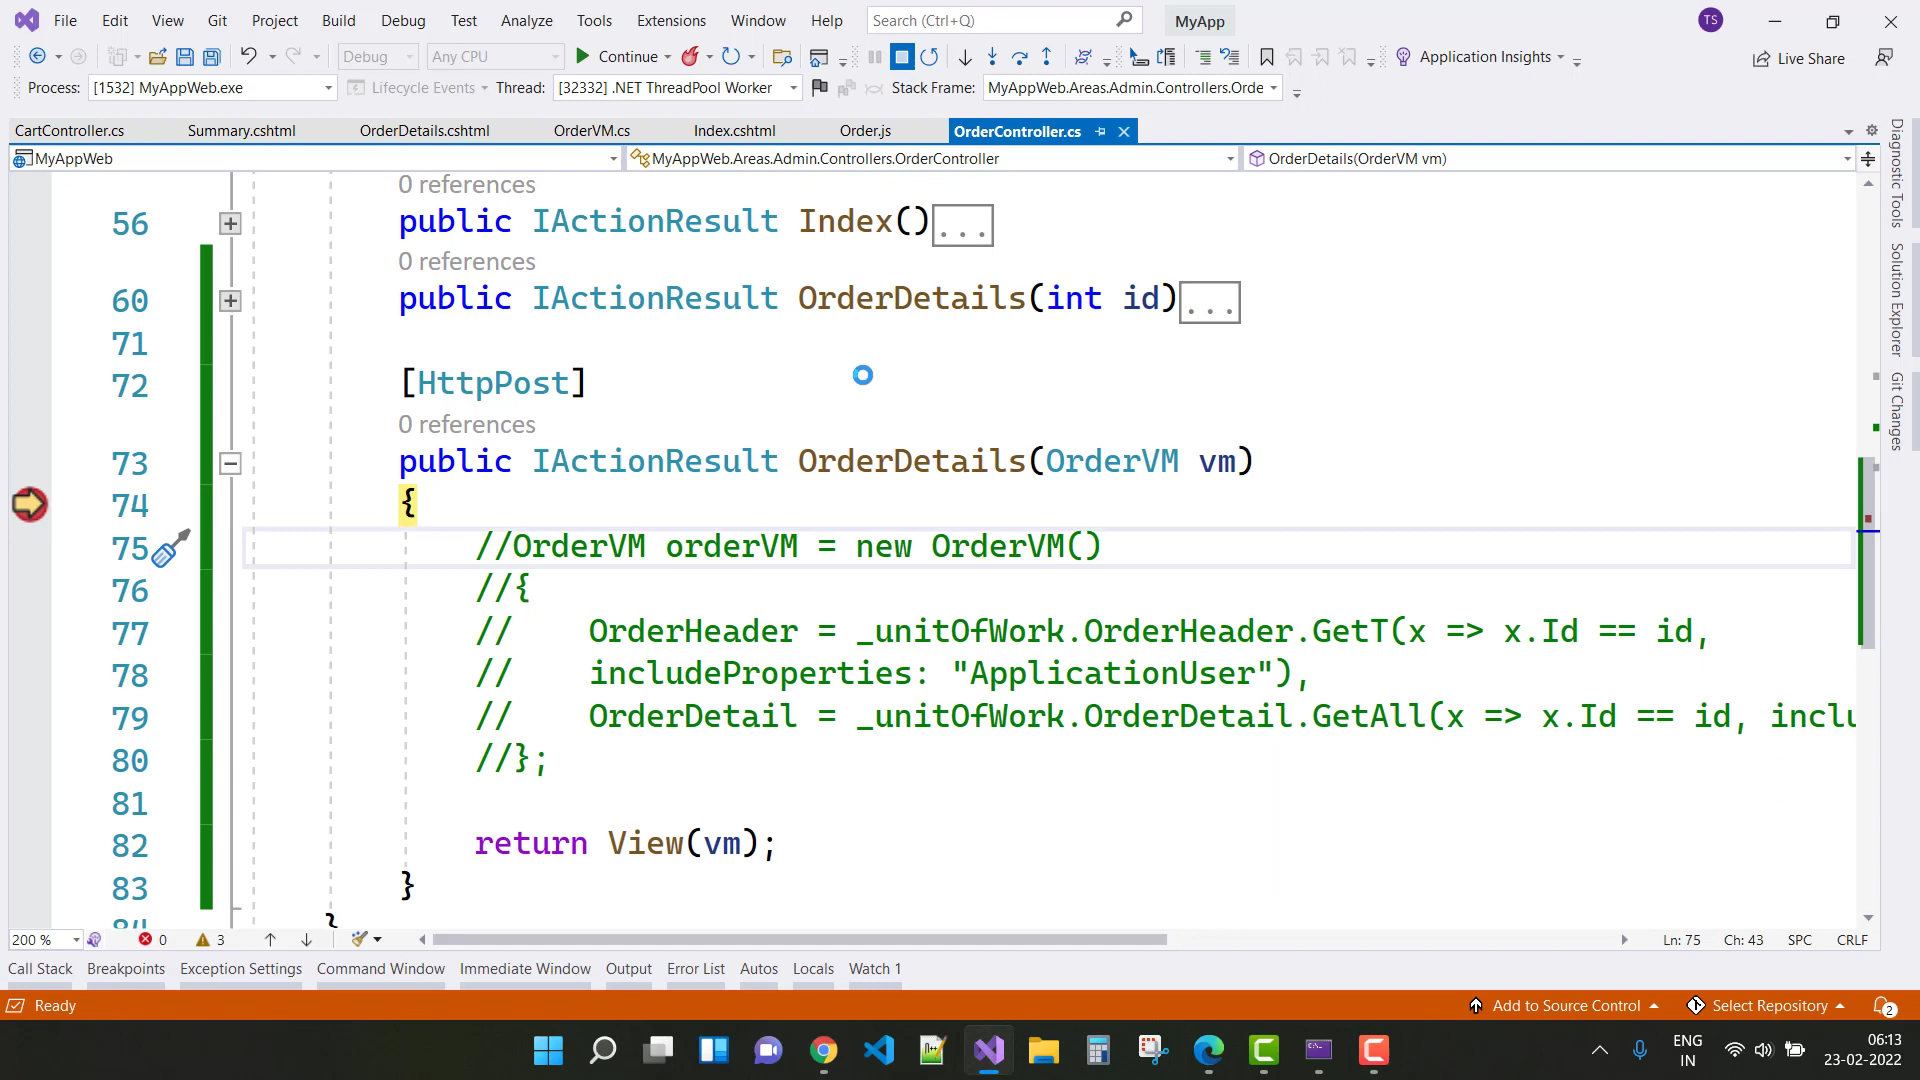 File Edit View Git Project Build Debug Test Analyze Tools Extensions Window Help Search (Ctrl+Q) MyApp TS
Debug Any CPU Continue Application Insights Live Share
Process: [1532] MyAppWeb.exe Lifecycle Events Thread: [32332] .NET ThreadPool Worker Stack Frame: MyAppWeb.Areas.Admin.Controllers.Orde
CartController.cs Summary.cshtml OrderDetails.cshtml OrderVM.cs Index.cshtml Order.js OrderController.cs
MyAppWeb MyAppWeb.Areas.Admin.Controllers.OrderController OrderDetails(OrderVM vm)
0 references
56 public IActionResult Index()...
0 references
60 public IActionResult OrderDetails(int id)...
71
72 [HttpPost]
0 references
73 public IActionResult OrderDetails(OrderVM vm)
74 {
75 //OrderVM orderVM = new OrderVM()
76 //{
77 // OrderHeader = _unitOfWork.OrderHeader.GetT(x => x.Id == id,
78 // includeProperties: "ApplicationUser"),
79 // OrderDetail = _unitOfWork.OrderDetail.GetAll(x => x.Id == id, inclu
80 //};
81
82 return View(vm);
83 }
84 }
Diagnostic Tools
Solution Explorer
Git Changes
200 % 0 3 Ln: 75 Ch: 43 SPC CRLF
Call Stack Breakpoints Exception Settings Command Window Immediate Window Output Error List Autos Locals Watch 1
Ready Add to Source Control Select Repository 2
ENG
IN
06:13
23-02-2022